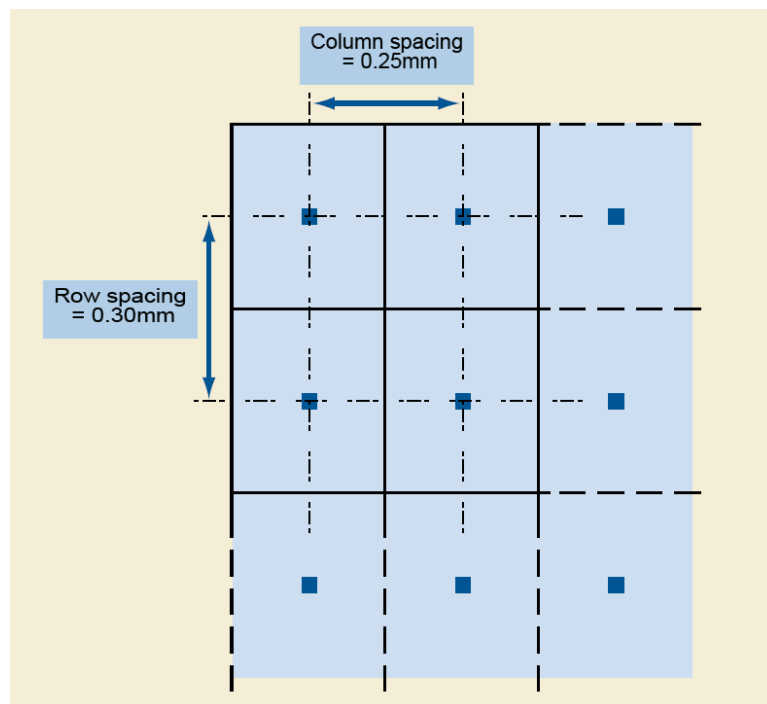 Column spacing
= 0.25mm
Row spacing
= 0.30mm